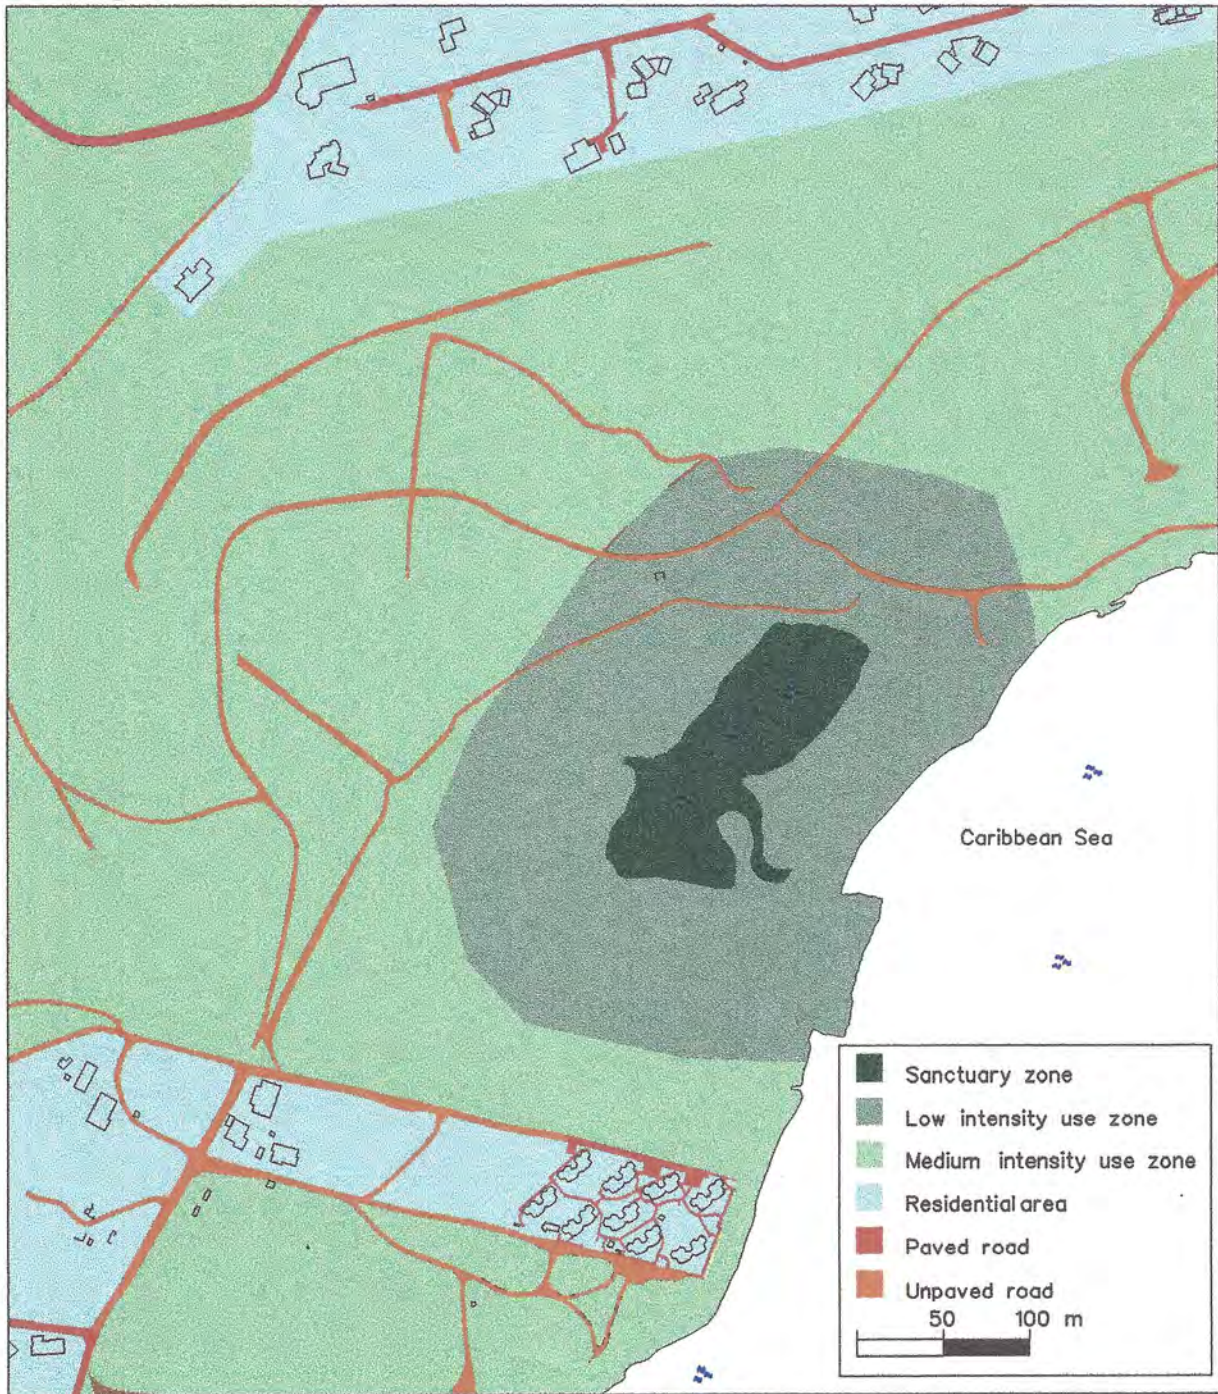 Caribbean Sea
Sanctuary zone
Low intensity use zone
Medium intensity use zone
Residential area
Paved road
Unpaved road
50 100 m